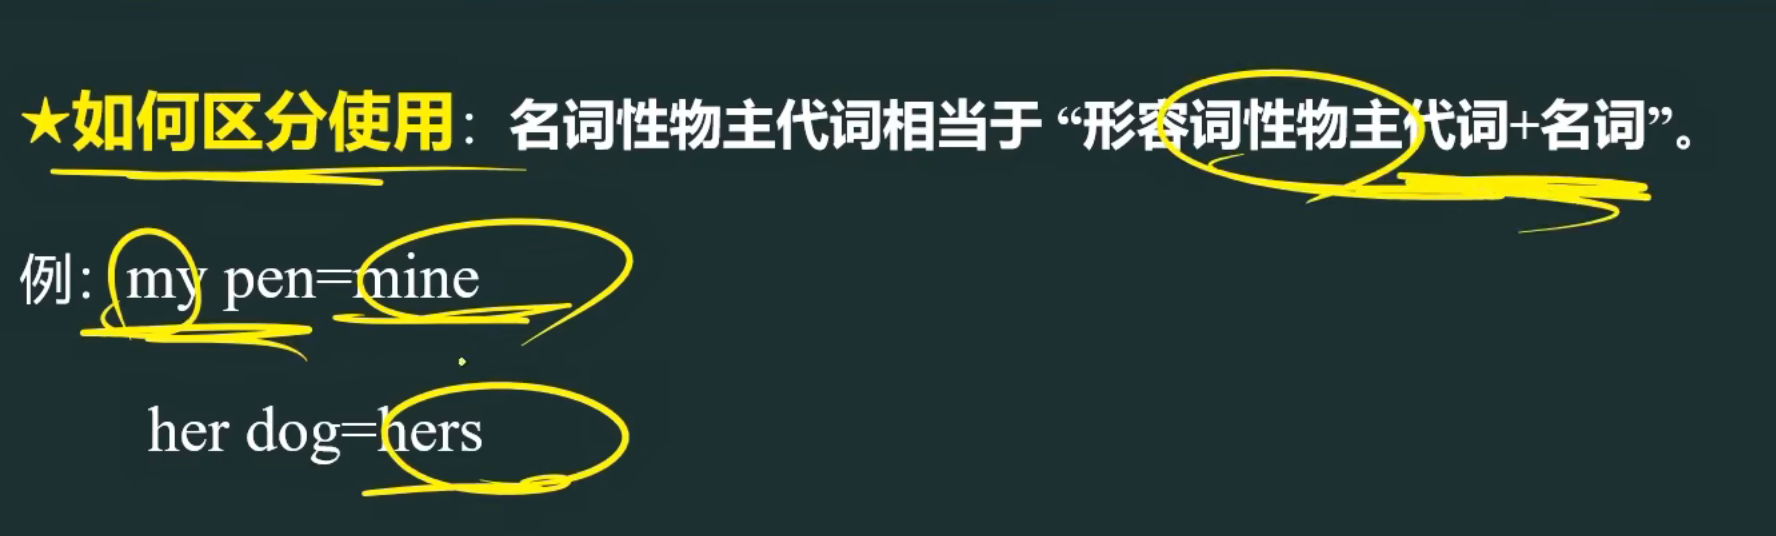 ★如何区分使用：名词性物主代词相当于“形容词性物主代词+名词”。
例：my pen=mine
her dog=hers